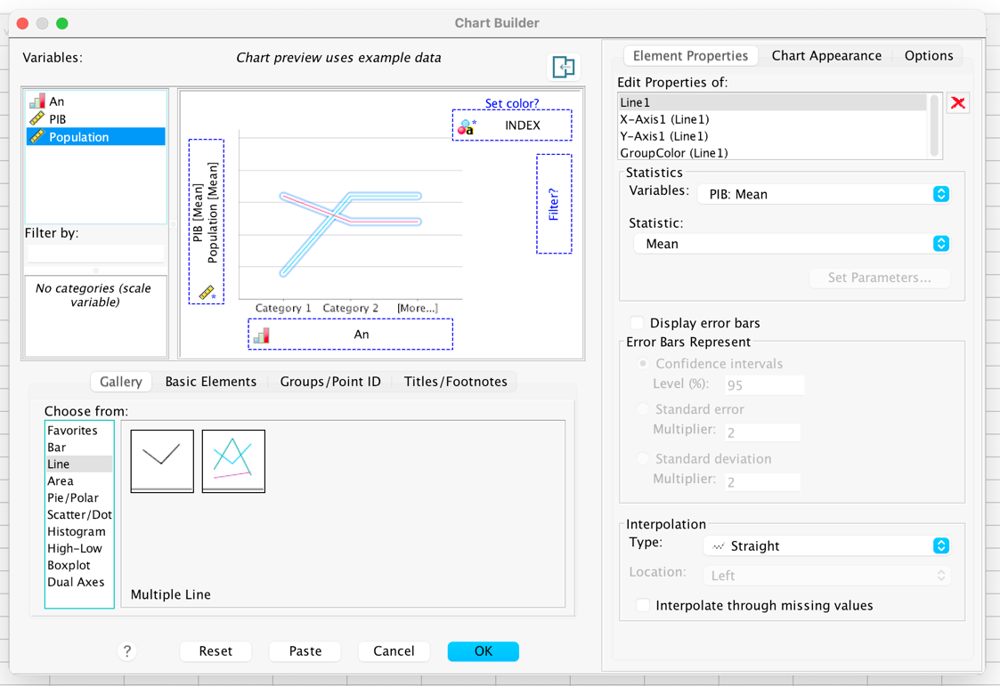 Chart Builder
Variables:
Chart preview uses example data
An
PIB
Population
Filter by:
No categories (scale
variable)
Set color?
a
*
INDEX
PIB [Mean]
Population [Mean]
*
Filter?
Category 1 Category 2 [More...]
An
Gallery Basic Elements Groups/Point ID Titles/Footnotes
Choose from:
Favorites
Bar
Line
Area
Pie/Polar
Scatter/Dot
Histogram
High-Low
Boxplot
Dual Axes
Multiple Line
? Reset Paste Cancel OK
Element Properties Chart Appearance Options
Edit Properties of:
Line1
X-Axis1 (Line1)
Y-Axis1 (Line1)
GroupColor (Line1)
Statistics
Variables: PIB: Mean
Statistic:
Mean
Set Parameters...
Display error bars
Error Bars Represent
Confidence intervals
Level (%): 95
Standard error
Multiplier: 2
Standard deviation
Multiplier: 2
Interpolation
Type: Straight
Location: Left
Interpolate through missing values